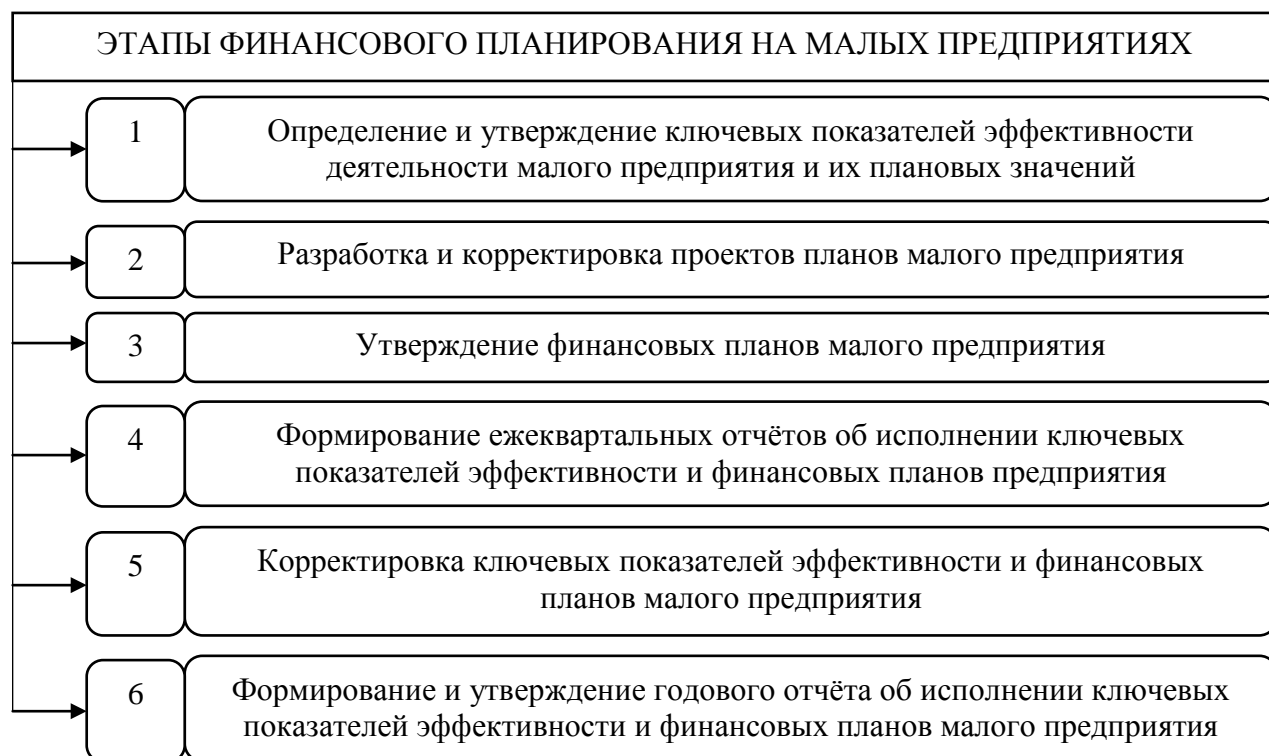 ЭТАПЫ ФИНАНСОВОГО ПЛАНИРОВАНИЯ НА МАЛЫХ ПРЕДПРИЯТИЯХ
1
Определение и утверждение ключевых показателей эффективности
деятельности малого предприятия и их плановых значений
2
Разработка и корректировка проектов планов малого предприятия
3
Утверждение финансовых планов малого предприятия
4
Формирование ежеквартальных отчётов об исполнении ключевых
показателей эффективности и финансовых планов предприятия
5
Корректировка ключевых показателей эффективности и финансовых
планов малого предприятия
6
Формирование и утверждение годового отчёта об исполнении ключевых
показателей эффективности и финансовых планов малого предприятия